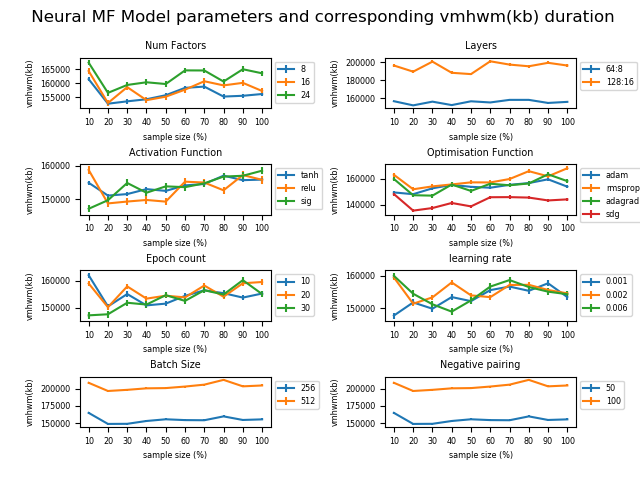 Neural MF Model parameters and corresponding vmhwm(kb) duration
Num Factors
vmhwm(kb)
165000
160000
155000
10 20 30 40 50 60 70 80 90 100
sample size (%)
8
16
24
Layers
vmhwm(kb)
200000
180000
160000
10 20 30 40 50 60 70 80 90 100
sample size (%)
64:8
128:16
Activation Function
vmhwm(kb)
160000
150000
10 20 30 40 50 60 70 80 90 100
sample size (%)
tanh
relu
sig
Optimisation Function
vmhwm(kb)
160000
140000
10 20 30 40 50 60 70 80 90 100
sample size (%)
adam
rmsprop
adagrad
sdg
Epoch count
vmhwm(kb)
160000
150000
10 20 30 40 50 60 70 80 90 100
sample size (%)
10
20
30
learning rate
vmhwm(kb)
160000
150000
10 20 30 40 50 60 70 80 90 100
sample size (%)
0.001
0.002
0.006
Batch Size
vmhwm(kb)
200000
175000
150000
10 20 30 40 50 60 70 80 90 100
sample size (%)
256
512
Negative pairing
vmhwm(kb)
200000
175000
150000
10 20 30 40 50 60 70 80 90 100
sample size (%)
50
100